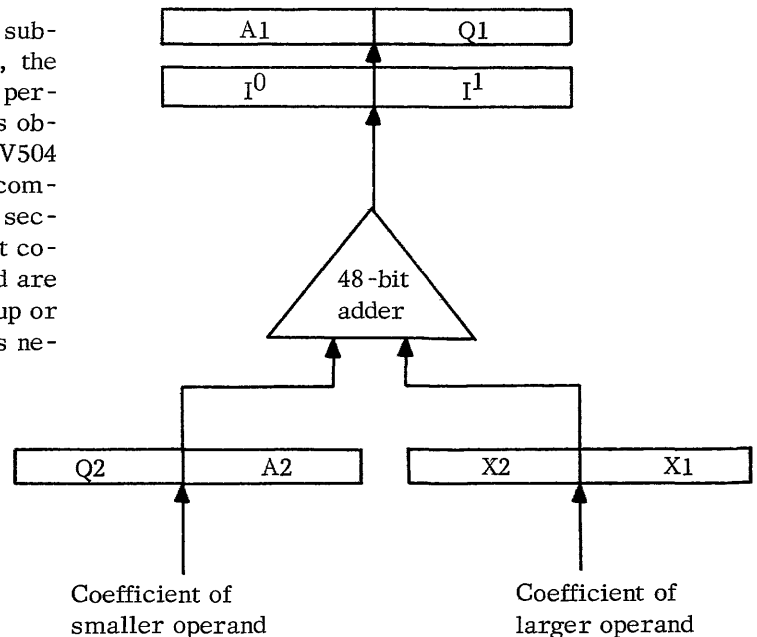 sub-
, the
per-
s ob-
V504
com-
sec-
t co-
d are
up or
s ne-
A1 Q1
I⁰ I¹
48-bit
adder
Q2 A2 X2 X1
Coefficient of
smaller operand
Coefficient of
larger operand